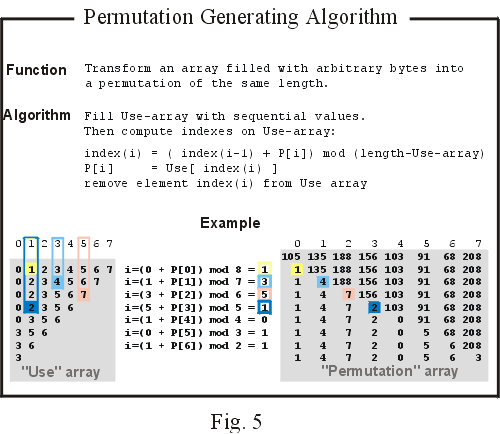 Permutation Generating Algorithm
Function Transform an array filled with arbitrary bytes into
a permutation of the same length.
Algorithm Fill Use-array with sequential values.
Then compute indexes on Use-array:
index(i) = ( index(i-1) + P[i]) mod (length-Use-array)
P[i] = Use[ index(i) ]
remove element index(i) from Use array
Example
0 1 2 3 4 5 6 7
0 1 2 3 4 5 6 7
0 2 3 4 5 6 7
0 2 3 5 6 7
0 2 3 5 6
0 3 5 6
3 5 6
3 6
3
"Use" array
i=(0 + P[0]) mod 8 = 1
i=(1 + P[1]) mod 7 = 3
i=(3 + P[2]) mod 6 = 5
i=(5 + P[3]) mod 5 = 1
i=(1 + P[4]) mod 4 = 0
i=(0 + P[5]) mod 3 = 1
i=(1 + P[6]) mod 2 = 1
0 1 2 3 4 5 6 7
105 135 188 156 103 91 68 208
1 135 188 156 103 91 68 208
1 4 188 156 103 91 68 208
1 4 7 156 103 91 68 208
1 4 7 2 103 91 68 208
1 4 7 2 0 91 68 208
1 4 7 2 0 5 68 208
1 4 7 2 0 5 6 208
1 4 7 2 0 5 6 3
"Permutation" array
Fig. 5